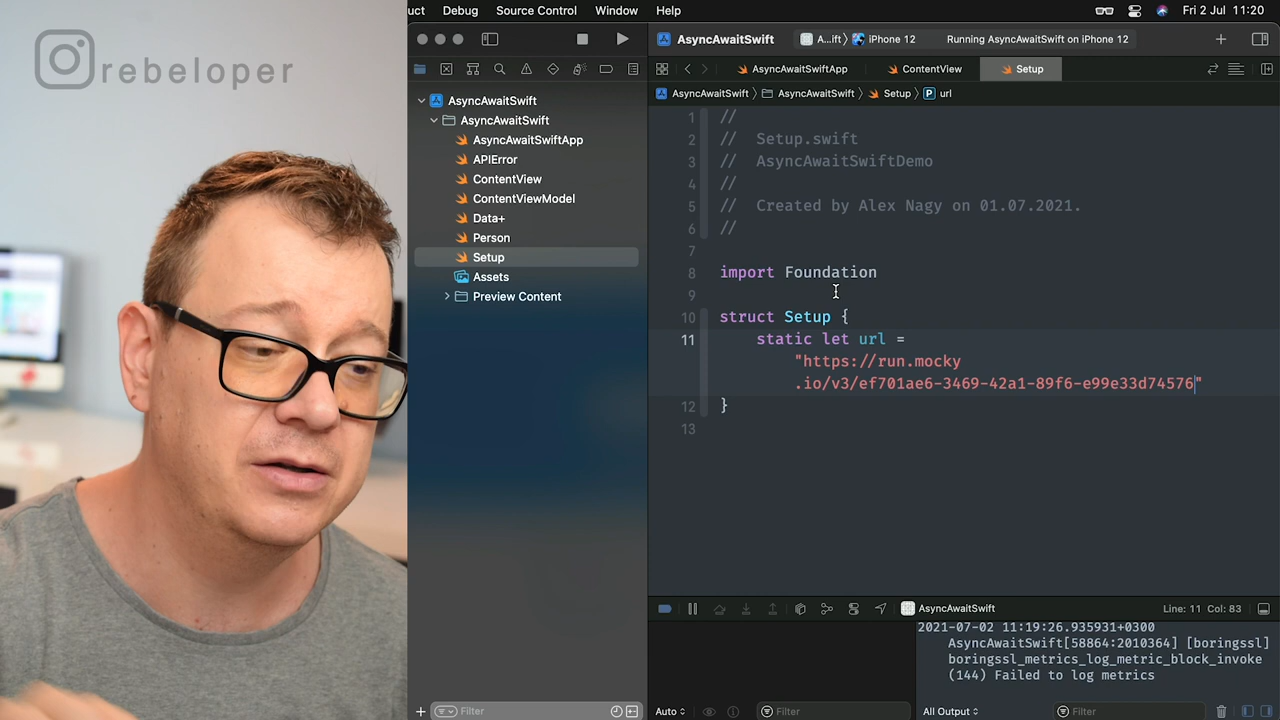 rebeloper
uct Debug Source Control Window Help Fri 2 Jul 11:20
AsyncAwaitSwift A...ift) iPhone 12 Running AsyncAwaitSwift on iPhone 12
AsyncAwaitSwiftApp ContentView Setup
AsyncAwaitSwift AsyncAwaitSwift Setup P url
AsyncAwaitSwift
AsyncAwaitSwift
AsyncAwaitSwiftApp
APIError
ContentView
ContentViewModel
Data+
Person
Setup
Assets
Preview Content
1 //
2 // Setup.swift
3 // AsyncAwaitSwiftDemo
4 //
5 // Created by Alex Nagy on 01.07.2021.
6 //
7
8 import Foundation
9
10 struct Setup {
11 static let url =
"https://run.mocky
.io/v3/ef701ae6-3469-42a1-89f6-e99e33d74576"
12 }
13
AsyncAwaitSwift Line: 11 Col: 83
2021-07-02 11:19:26.935931+0300
AsyncAwaitSwift[58864:2010364] [boringssl]
boringssl_metrics_log_metric_block_invoke
(144) Failed to log metrics
Filter Auto Filter All Output Filter